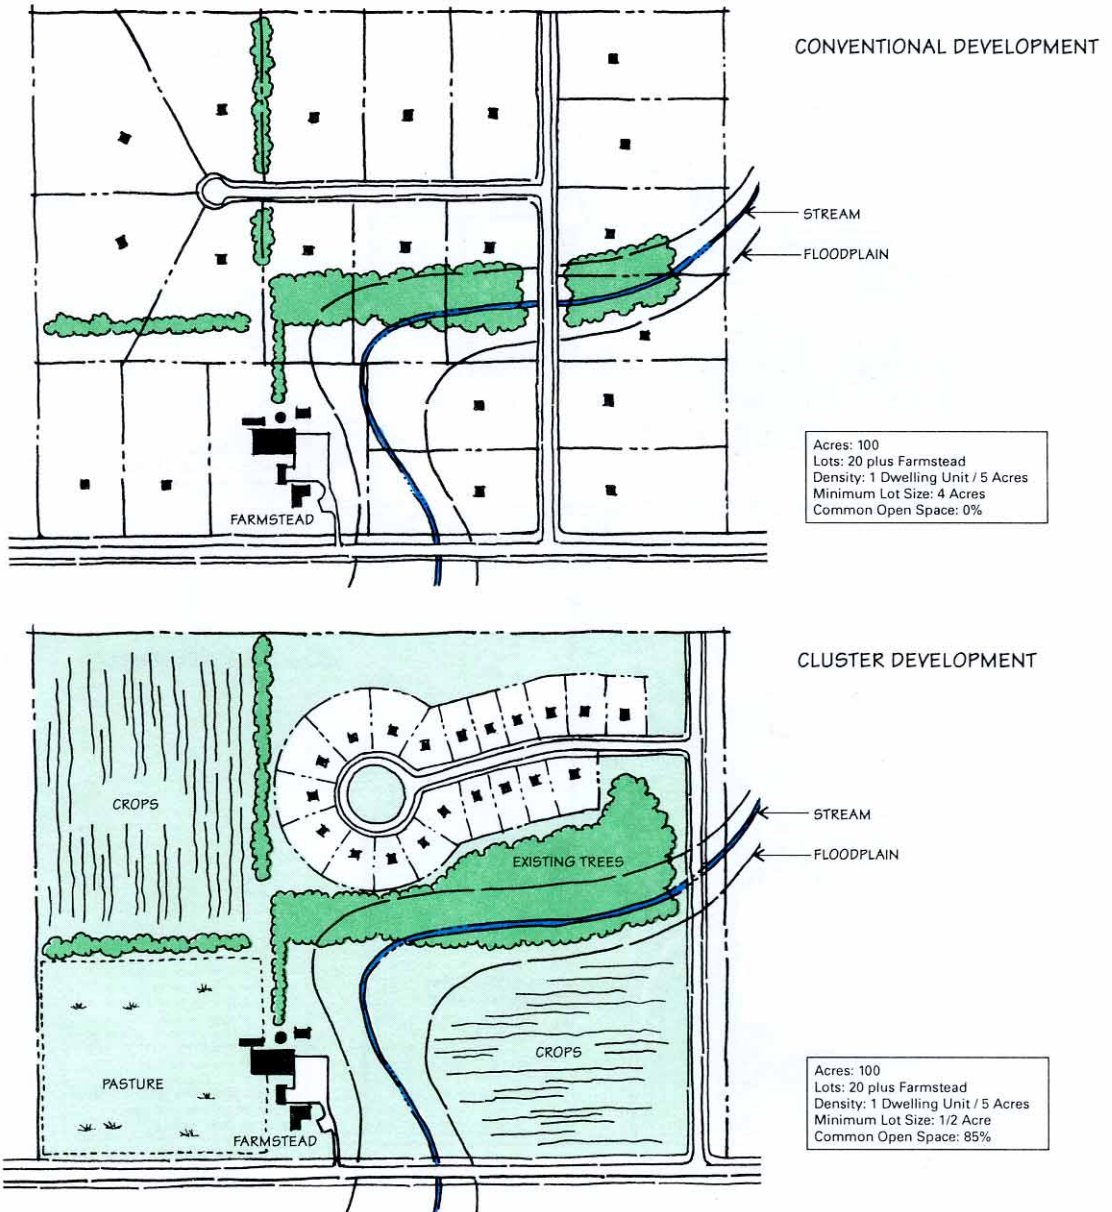 CONVENTIONAL DEVELOPMENT
STREAM
FLOODPLAIN
Acres: 100
Lots: 20 plus Farmstead
Density: 1 Dwelling Unit / 5 Acres
Minimum Lot Size: 4 Acres
Common Open Space: 0%
FARMSTEAD
CLUSTER DEVELOPMENT
CROPS
STREAM
FLOODPLAIN
EXISTING TREES
CROPS
PASTURE
Acres: 100
Lots: 20 plus Farmstead
Density: 1 Dwelling Unit / 5 Acres
Minimum Lot Size: 1/2 Acre
Common Open Space: 85%
FARMSTEAD